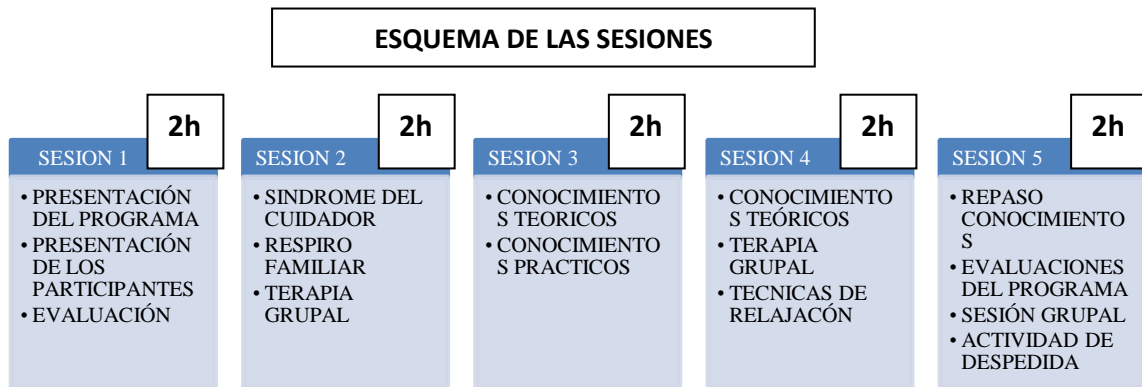 ESQUEMA DE LAS SESIONES
2h
SESION 1
• PRESENTACIÓN
DEL PROGRAMA
• PRESENTACIÓN
DE LOS
PARTICIPANTES
• EVALUACIÓN
2h
SESION 2
• SINDROME DEL
CUIDADOR
• RESPIRO
FAMILIAR
• TERAPIA
GRUPAL
2h
SESION 3
• CONOCIMIENTO
S TEORICOS
• CONOCIMIENTO
S PRACTICOS
2h
SESION 4
• CONOCIMIENTO
S TEÓRICOS
• TERAPIA
GRUPAL
• TECNICAS DE
RELAJACÓN
2h
SESION 5
• REPASO
CONOCIMIENTO
S
• EVALUACIONES
DEL PROGRAMA
• SESIÓN GRUPAL
• ACTIVIDAD DE
DESPEDIDA